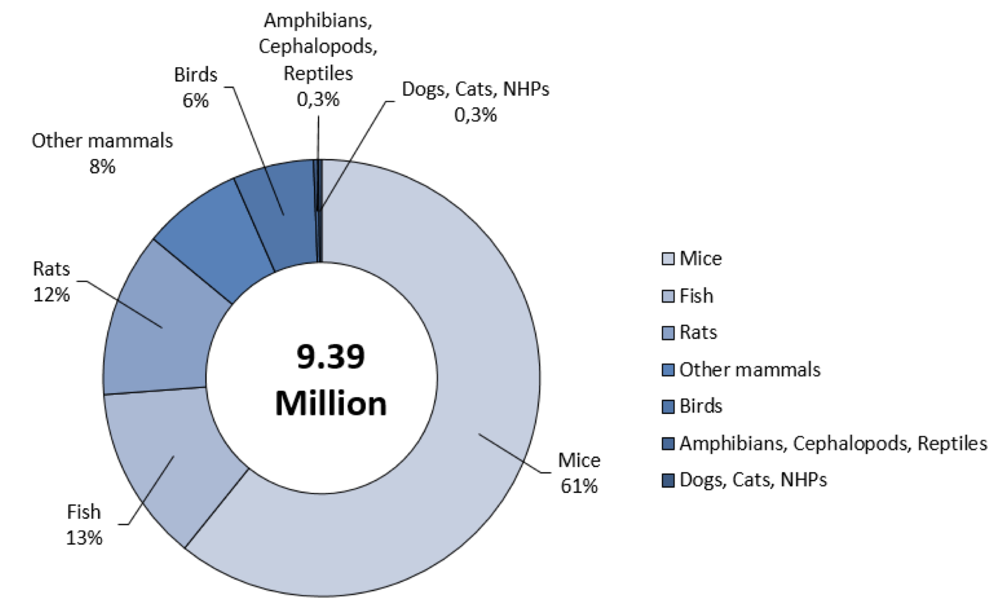 Amphibians,
Cephalopods,
Reptiles
0,3%
Birds
6%
Dogs, Cats, NHPs
0,3%
Other mammals
8%
Rats
12%
9.39
Million
Mice
61%
Fish
13%
Mice
Fish
Rats
Other mammals
Birds
Amphibians, Cephalopods, Reptiles
Dogs, Cats, NHPs